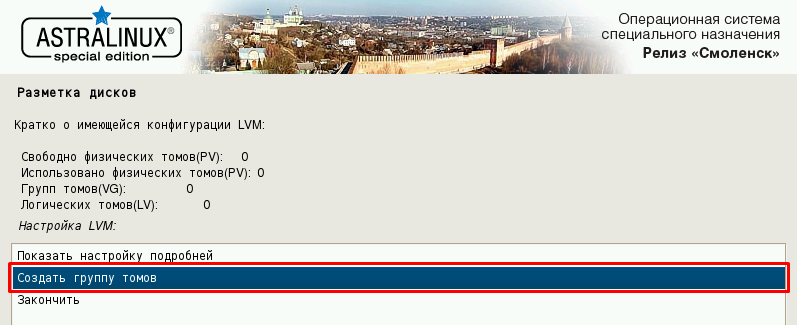 ASTRALINUX®
special edition
Операционная система
специального назначения
Релиз «Смоленск»
Разметка дисков
Кратко о имеющейся конфигурации LVM:
Свободно физических томов(PV): 0
Использовано физических томов(PV): 0
Групп томов(VG): 0
Логических томов(LV): 0
Настройка LVM:
Показать настройку подробней
Создать группу томов
Закончить